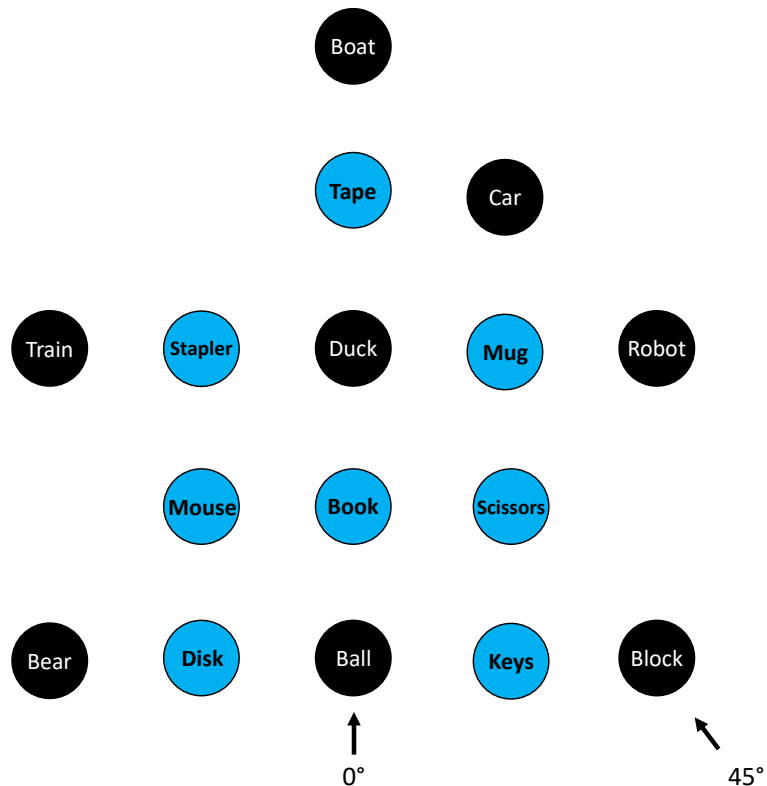 Boat
Tape
Car
Train
Stapler
Duck
Mug
Robot
Mouse
Book
Scissors
Bear
Disk
Ball
Keys
Block
0°
45°